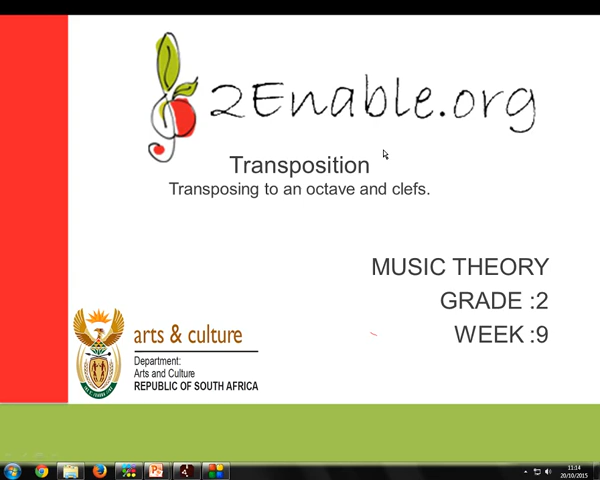 2Enable.org
Transposition
Transposing to an octave and clefs.
MUSIC THEORY
GRADE :2
WEEK :9
arts & culture
Department:
Arts and Culture
REPUBLIC OF SOUTH AFRICA
11:14
20/10/2015